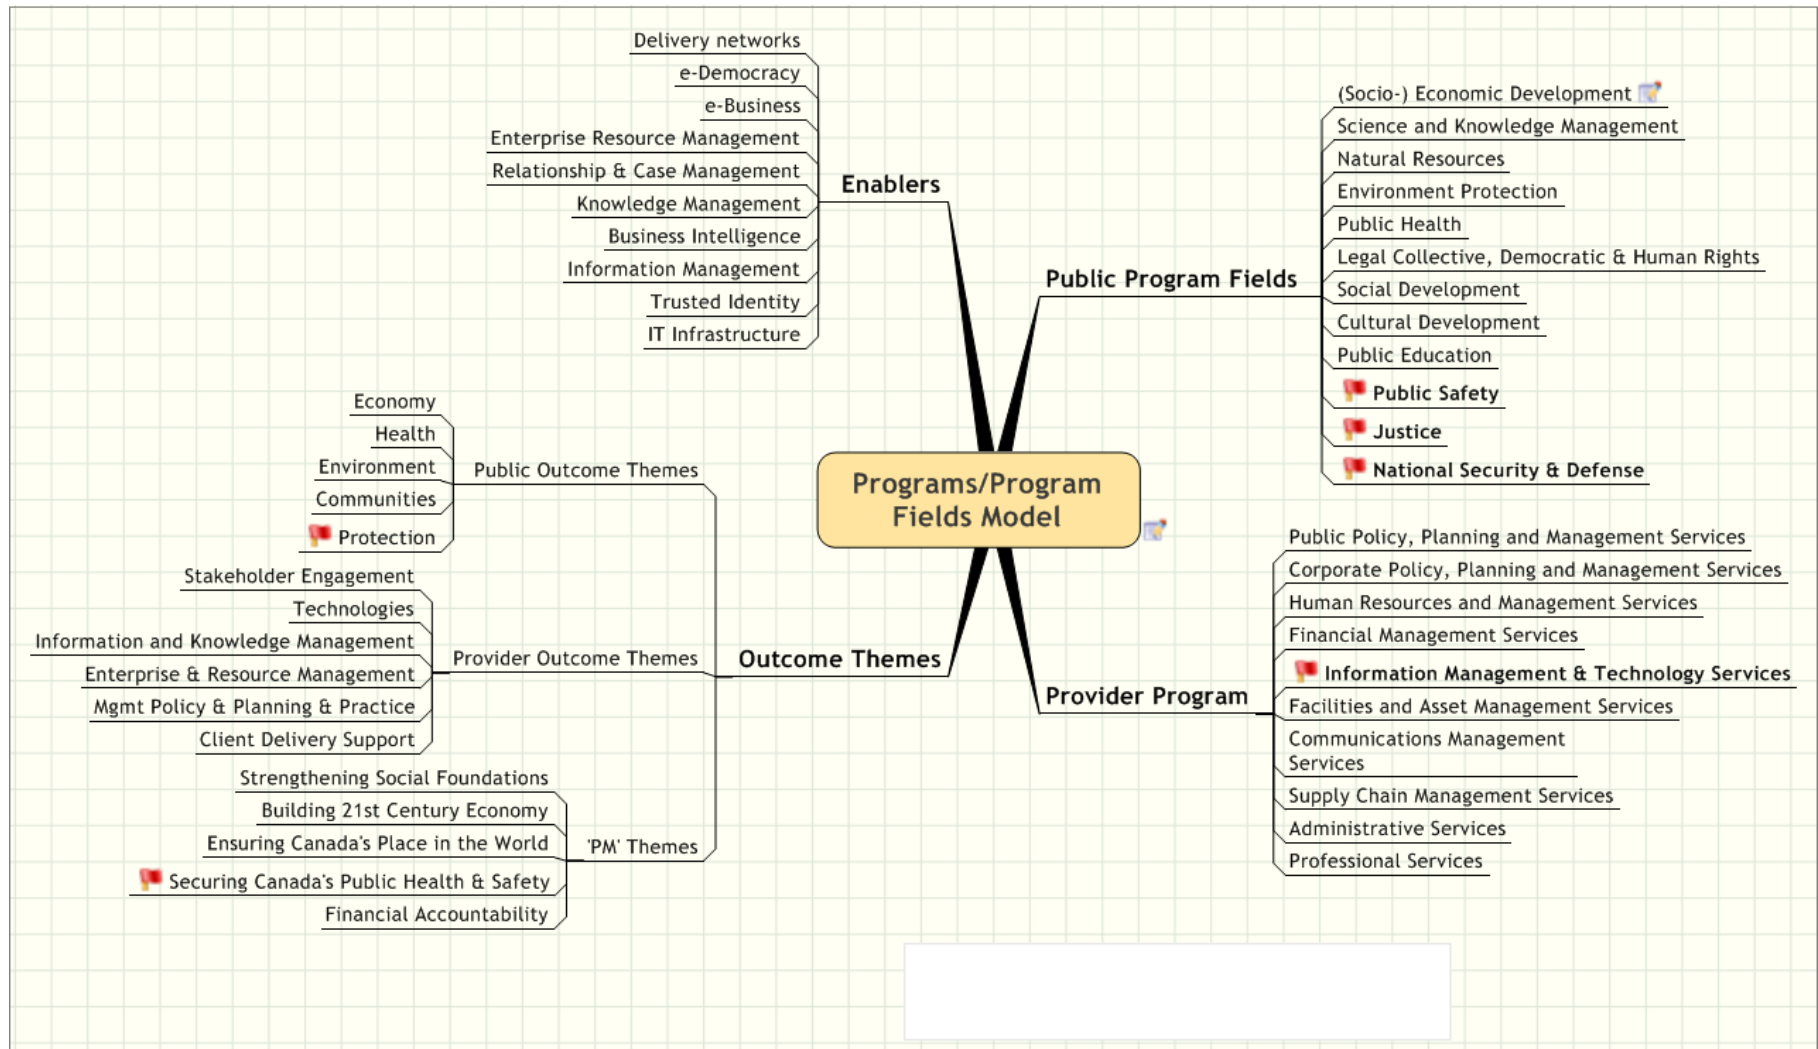 Delivery networks
e-Democracy
e-Business
Enterprise Resource Management
Relationship & Case Management
Knowledge Management
Business Intelligence
Information Management
Trusted Identity
IT Infrastructure
Enablers
(Socio-) Economic Development
Science and Knowledge Management
Natural Resources
Environment Protection
Public Health
Legal Collective, Democratic & Human Rights
Social Development
Cultural Development
Public Education
Public Safety
Justice
National Security & Defense
Public Program Fields
Programs/Program
Fields Model
Economy
Health
Environment
Communities
Protection
Public Outcome Themes
Stakeholder Engagement
Technologies
Information and Knowledge Management
Enterprise & Resource Management
Mgmt Policy & Planning & Practice
Client Delivery Support
Provider Outcome Themes
Outcome Themes
Strengthening Social Foundations
Building 21st Century Economy
Ensuring Canada's Place in the World
Securing Canada's Public Health & Safety
Financial Accountability
'PM' Themes
Provider Program
Public Policy, Planning and Management Services
Corporate Policy, Planning and Management Services
Human Resources and Management Services
Financial Management Services
Information Management & Technology Services
Facilities and Asset Management Services
Communications Management
Services
Supply Chain Management Services
Administrative Services
Professional Services